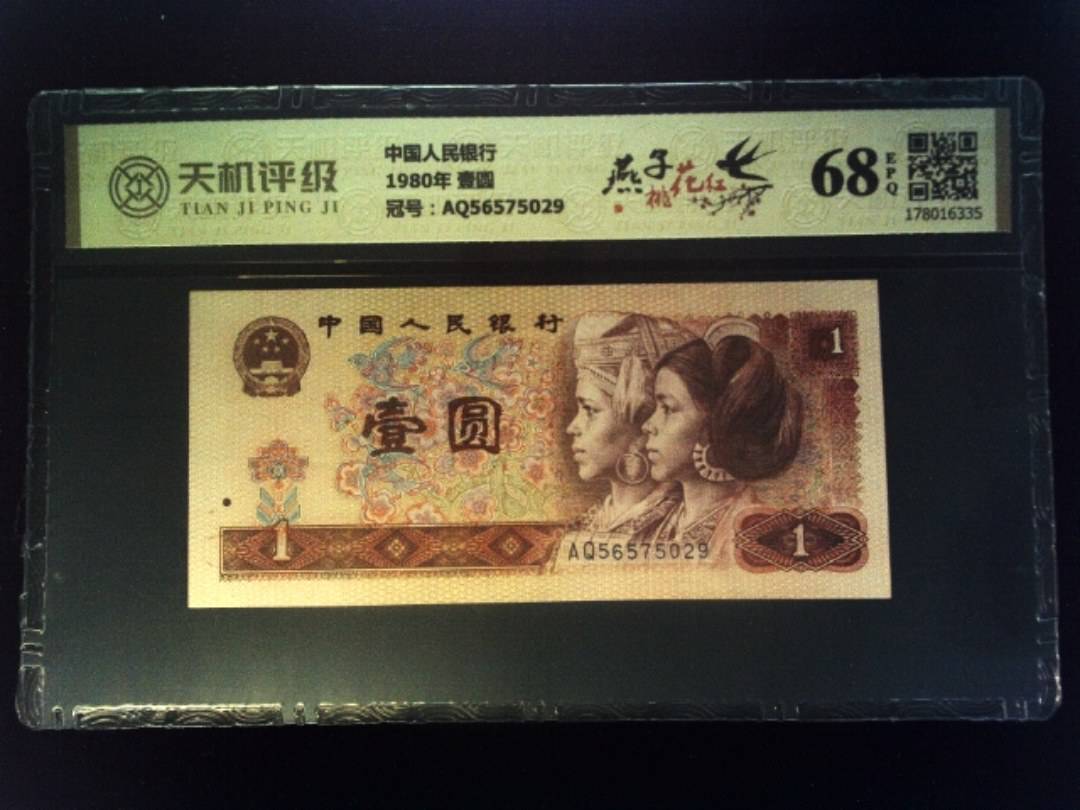 天机评级
TIAN JI PING JI
中国人民银行
1980年 壹圆
冠号：AQ56575029
燕子
桃花红
68
EPQ
178016335
中国人民银行
1
壹圆
1
AQ56575029
1